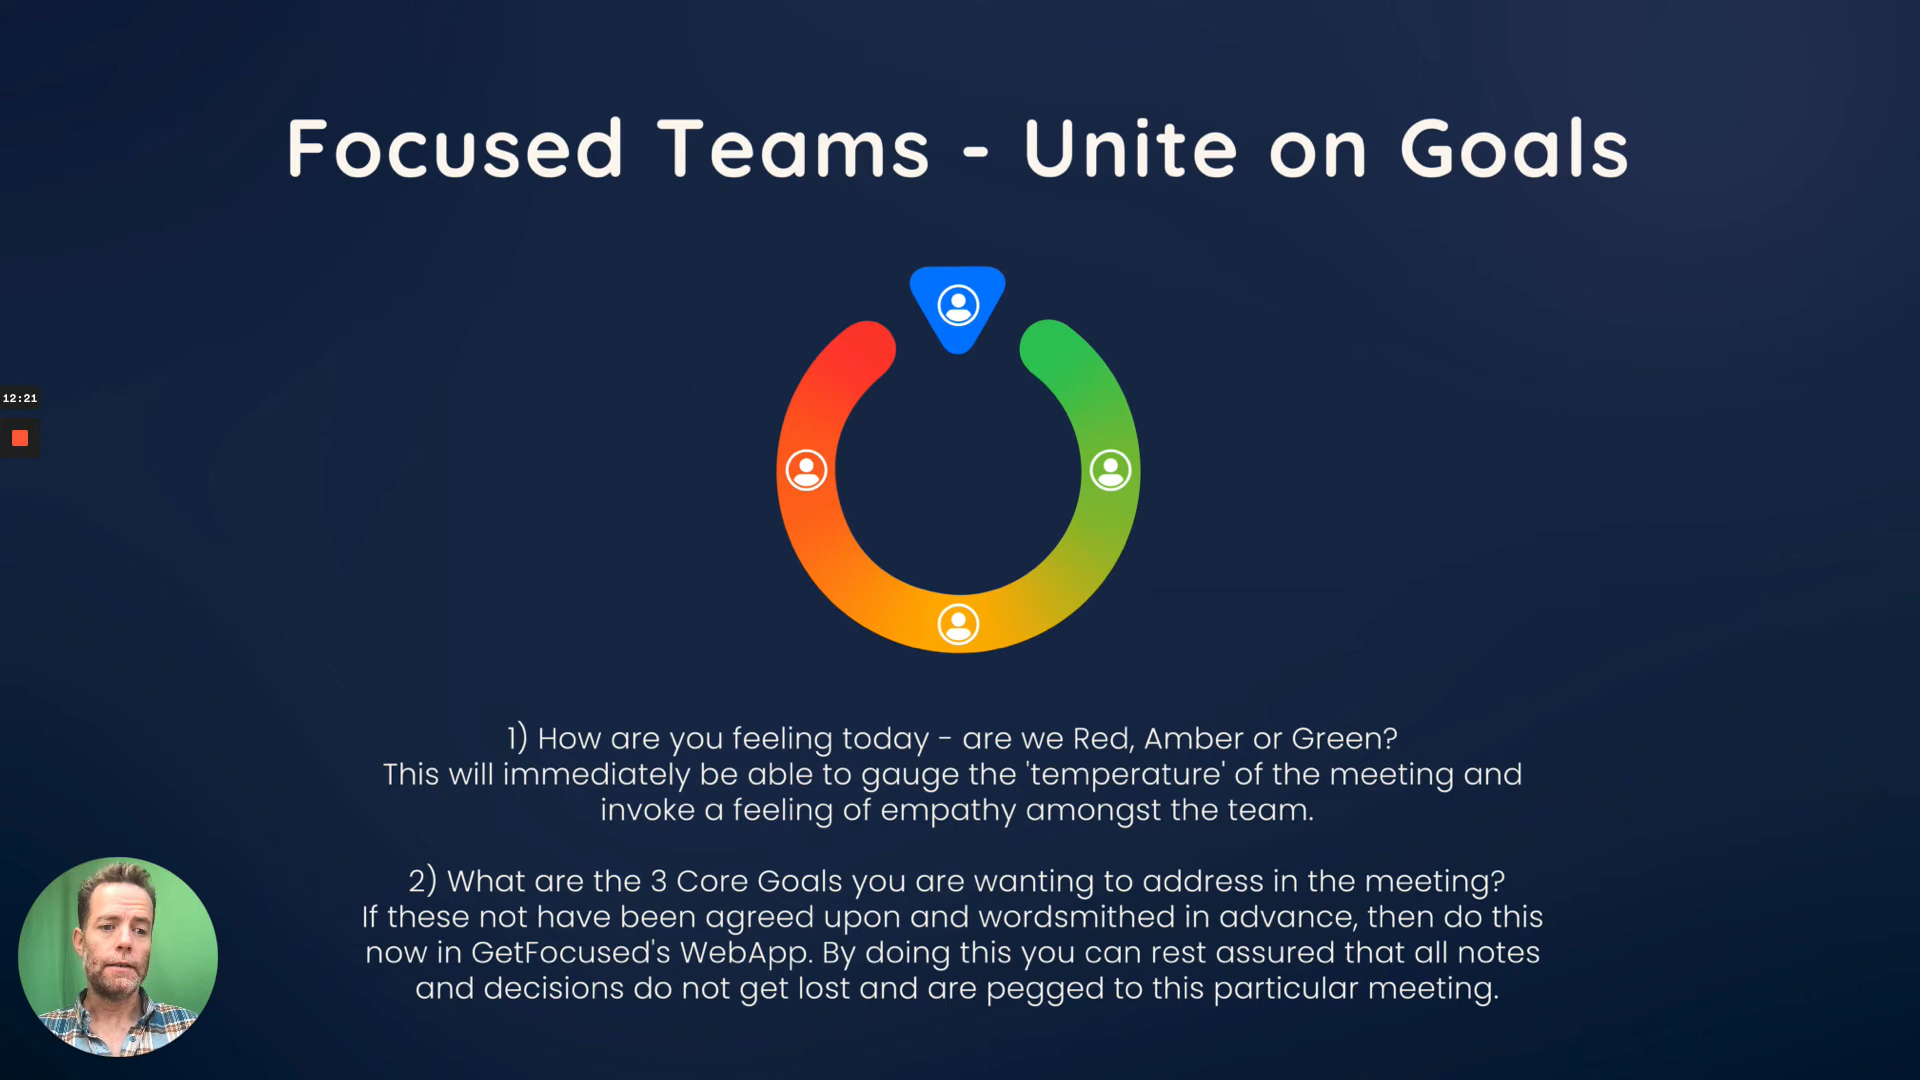 Focused Teams - Unite on Goals
12:21
1) How are you feeling today - are we Red, Amber or Green?
This will immediately be able to gauge the 'temperature' of the meeting and
invoke a feeling of empathy amongst the team.
2) What are the 3 Core Goals you are wanting to address in the meeting?
If these not have been agreed upon and wordsmithed in advance, then do this
now in GetFocused's WebApp. By doing this you can rest assured that all notes
and decisions do not get lost and are pegged to this particular meeting.